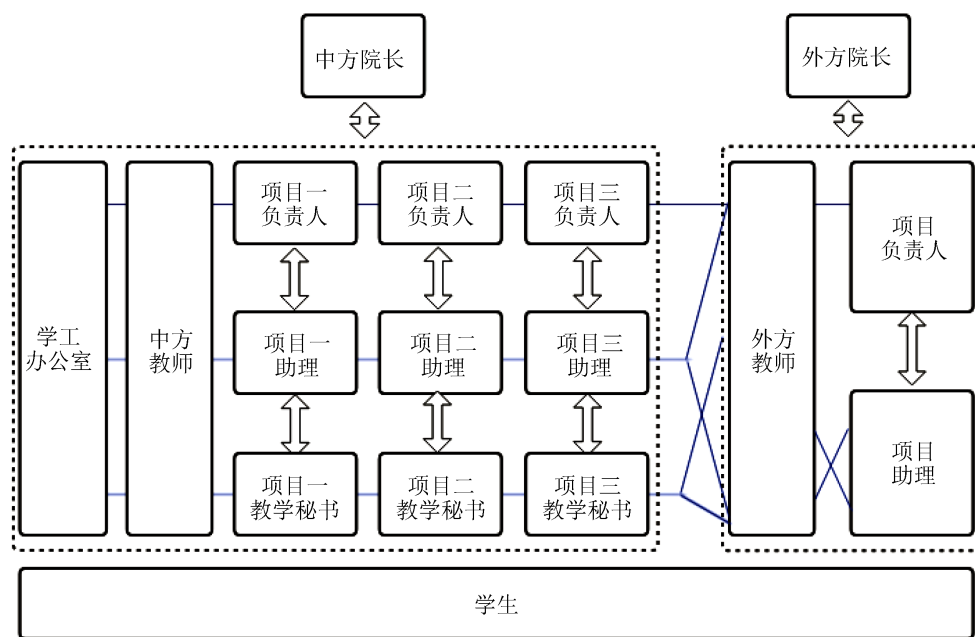 中方院长
外方院长
学工
办公室
中方
教师
项目一
负责人
项目二
负责人
项目三
负责人
项目一
助理
项目二
助理
项目三
助理
项目一
教学秘书
项目二
教学秘书
项目三
教学秘书
外方
教师
项目
负责人
项目
助理
学生